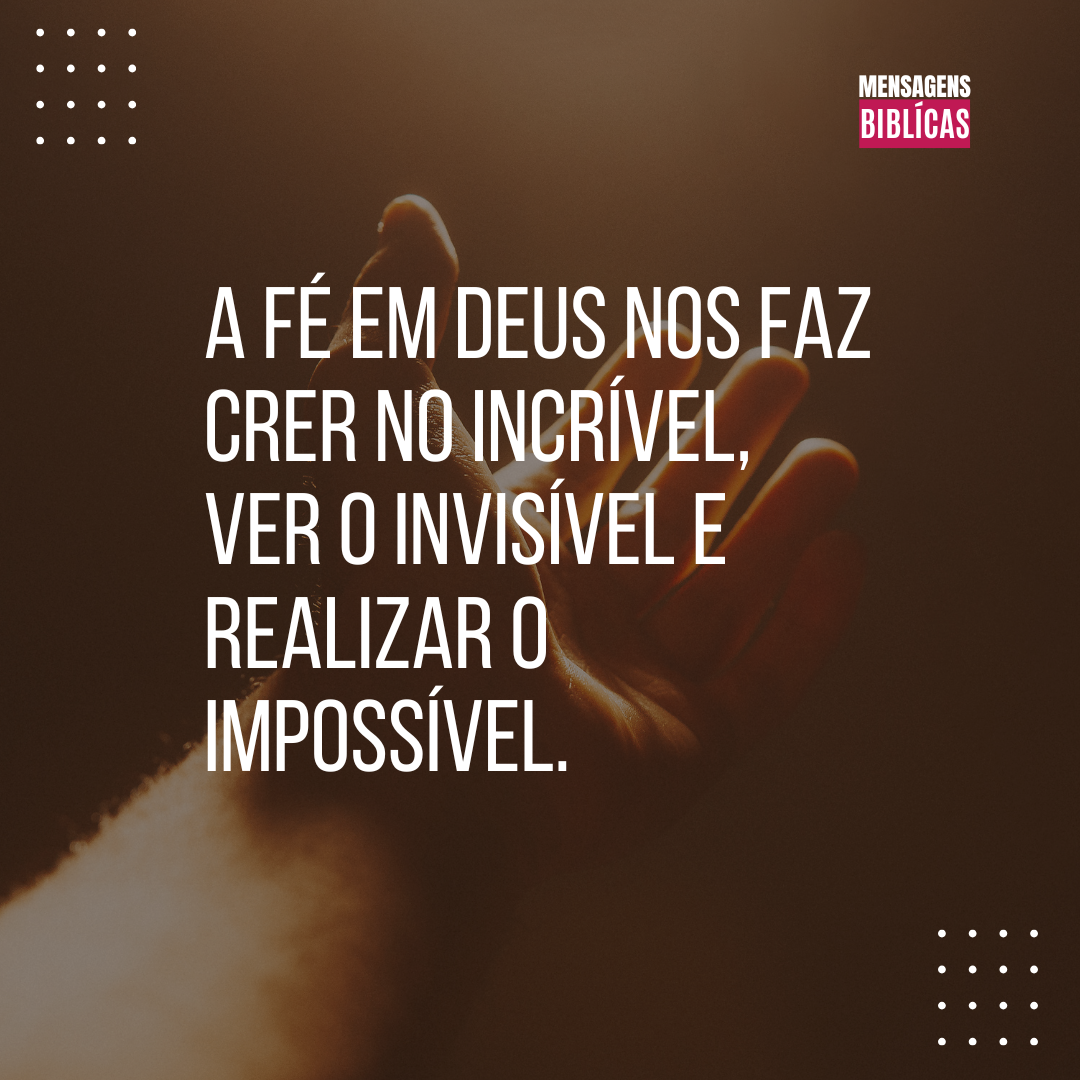 MENSAGENS
BIBLÍCAS
A FÉ EM DEUS NOS FAZ
CRER NO INCRÍVEL,
VER O INVISÍVEL E
REALIZAR O
IMPOSSÍVEL.